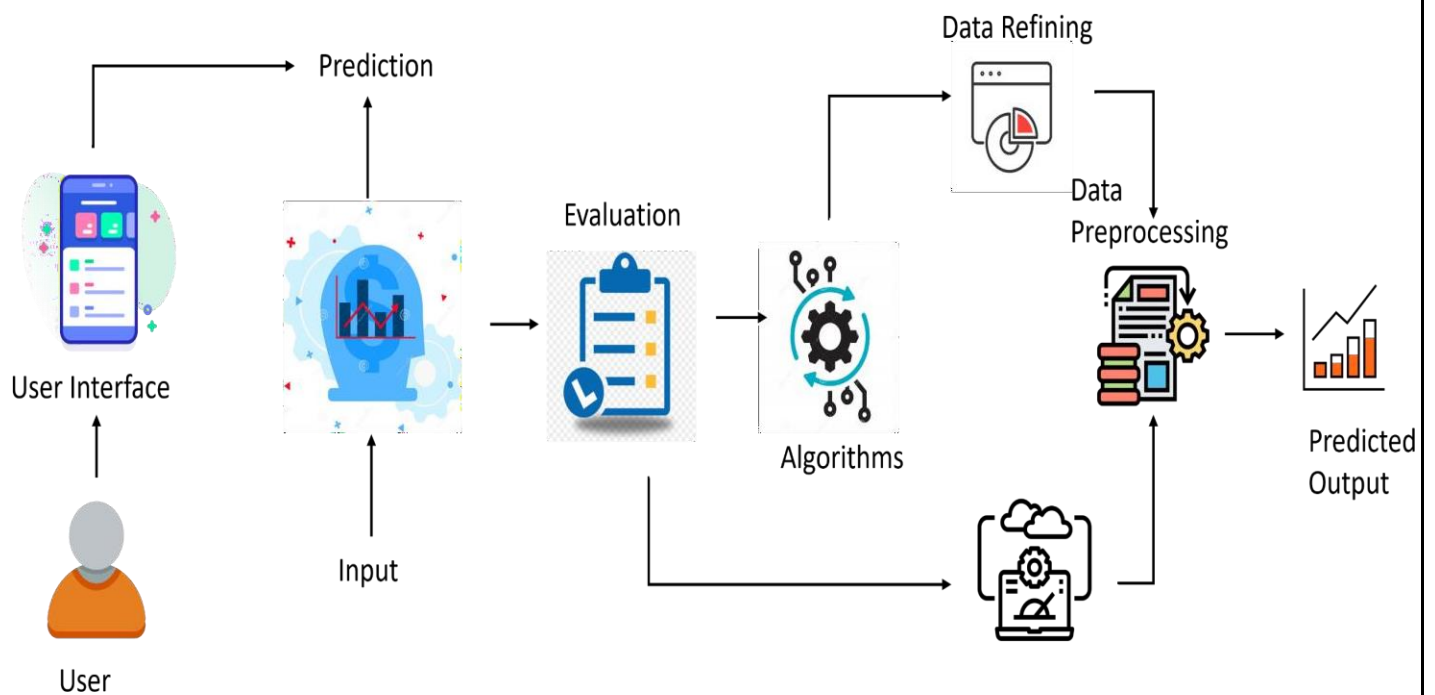 Data Refining
Prediction
Data
Preprocessing
Evaluation
User Interface
Algorithms
Predicted
Output
Input
User